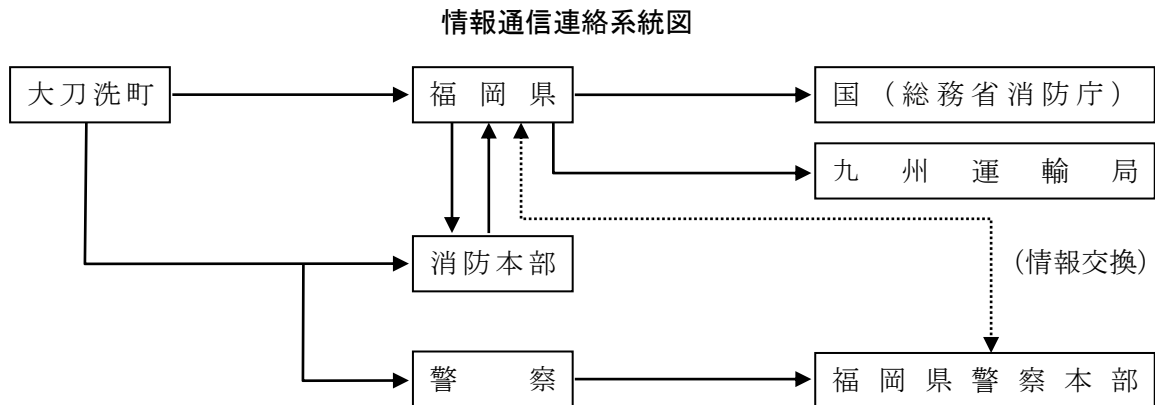 情報通信連絡系統図
大刀洗町
福岡県
国（総務省消防庁）
九州運輸局
消防本部
（情報交換）
警察
福岡県警察本部